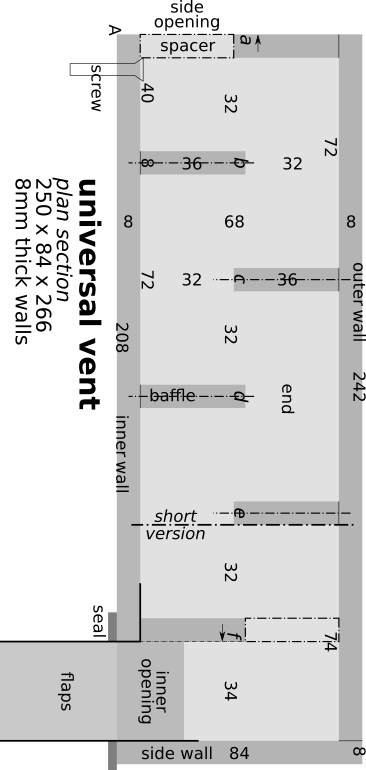 side
opening
A
spacer
a
screw
40
32
72
8
36
b
32
universal vent
plan section
250 x 84 x 266
8mm thick walls
8
68
8
72
32
c
36
outer wall
208
32
242
baffle
d
end
inner wall
e
short
version
32
seal
f
74
flaps
inner
opening
34
side wall 84
8